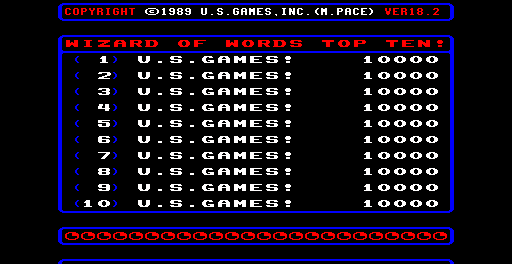 COPYRIGHT ©1989 U.S.GAMES,INC.(M.PACE) VER18.2
WIZARD OF WORDS TOP TEN!
( 1) U.S.GAMES! 10000
( 2) U.S.GAMES! 10000
( 3) U.S.GAMES! 10000
( 4) U.S.GAMES! 10000
( 5) U.S.GAMES! 10000
( 6) U.S.GAMES! 10000
( 7) U.S.GAMES! 10000
( 8) U.S.GAMES! 10000
( 9) U.S.GAMES! 10000
(10) U.S.GAMES! 10000